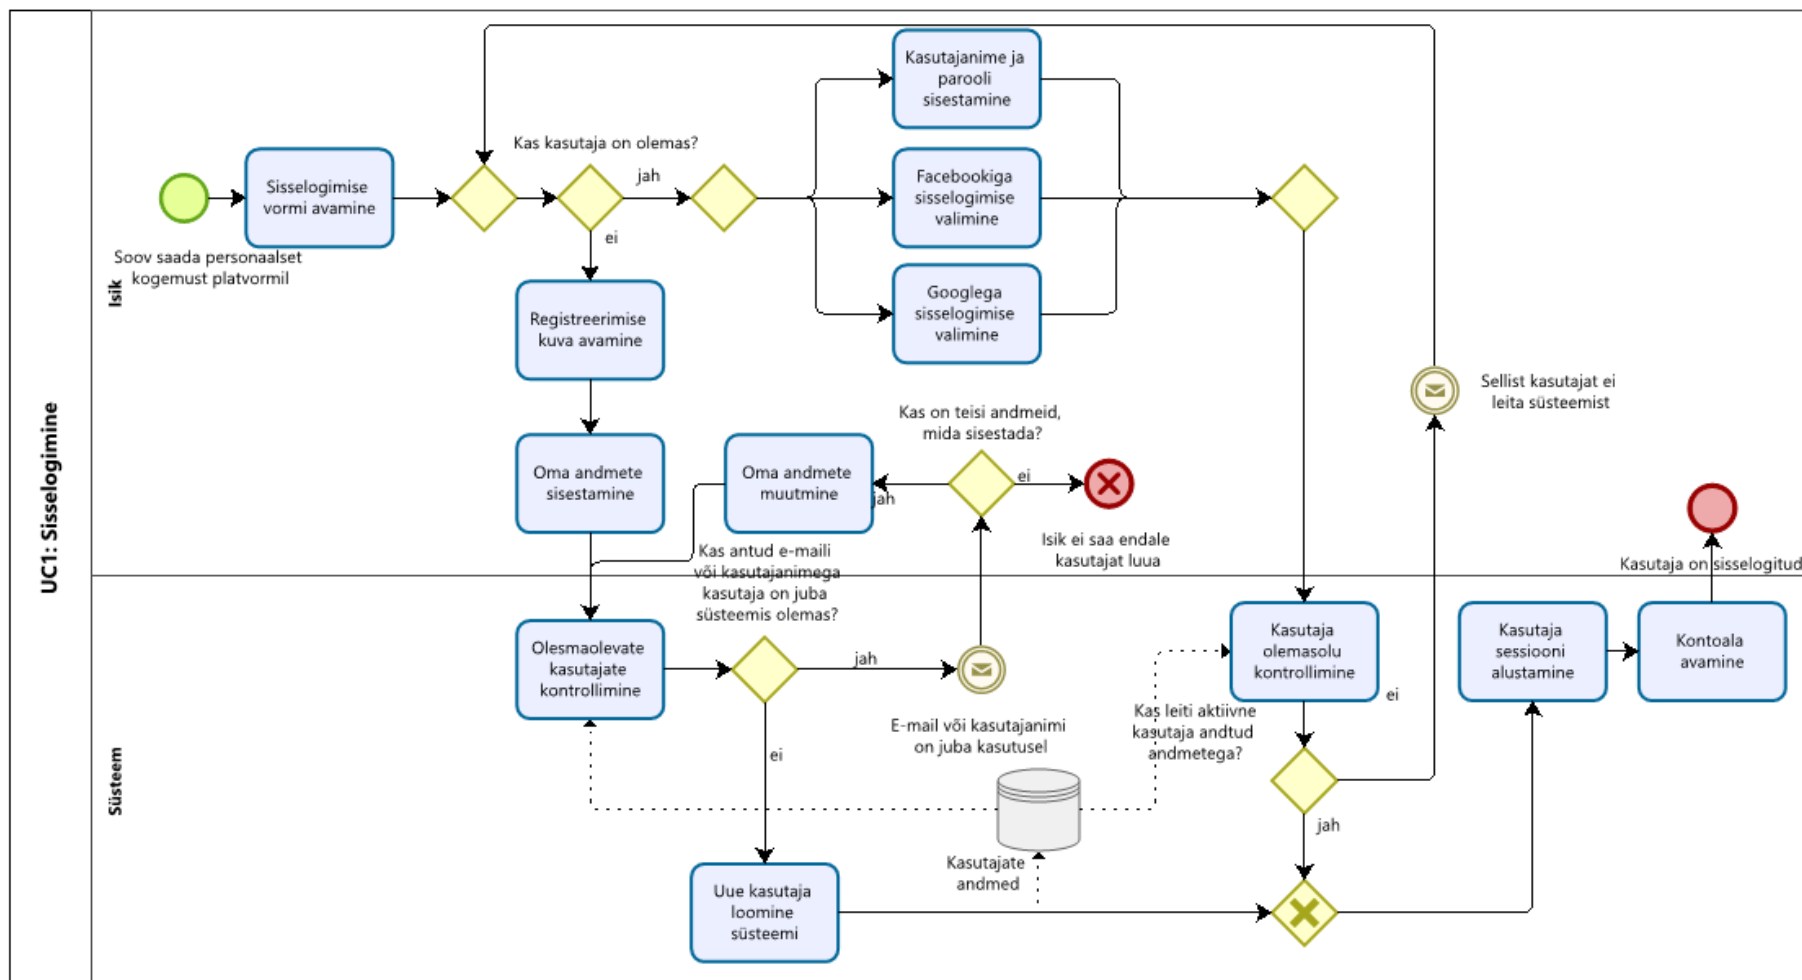 UC1: Sisselogimine
Isik
Süsteem
Soov saada personaalset
kogemust platvormil
Sisselogimise
vormi avamine
Kas kasutaja on olemas?
jah
ei
Kasutajanime ja
parooli
sisestamine
Facebookiga
sisselogimise
valimine
Googlega
sisselogimise
valimine
Registreerimise
kuva avamine
Oma andmete
sisestamine
Oma andmete
muutmine
Kas on teisi andmeid,
mida sisestada?
jah
ei
Isik ei saa endale
kasutajat luua
Sellist kasutajat ei
leita süsteemist
Kasutaja on sisselogitud
Kas antud e-maili
või kasutajanimega
kasutaja on juba
süsteemis olemas?
Olesmaolevate
kasutajate
kontrollimine
jah
ei
E-mail või kasutajanimi
on juba kasutusel
Kasutaja
olemasolu
kontrollimine
Kas leiti aktiivne
kasutaja andtud
andmetega?
ei
jah
Kasutaja
sessiooni
alustamine
Kontoala
avamine
Kasutajate
andmed
Uue kasutaja
loomine
süsteemi